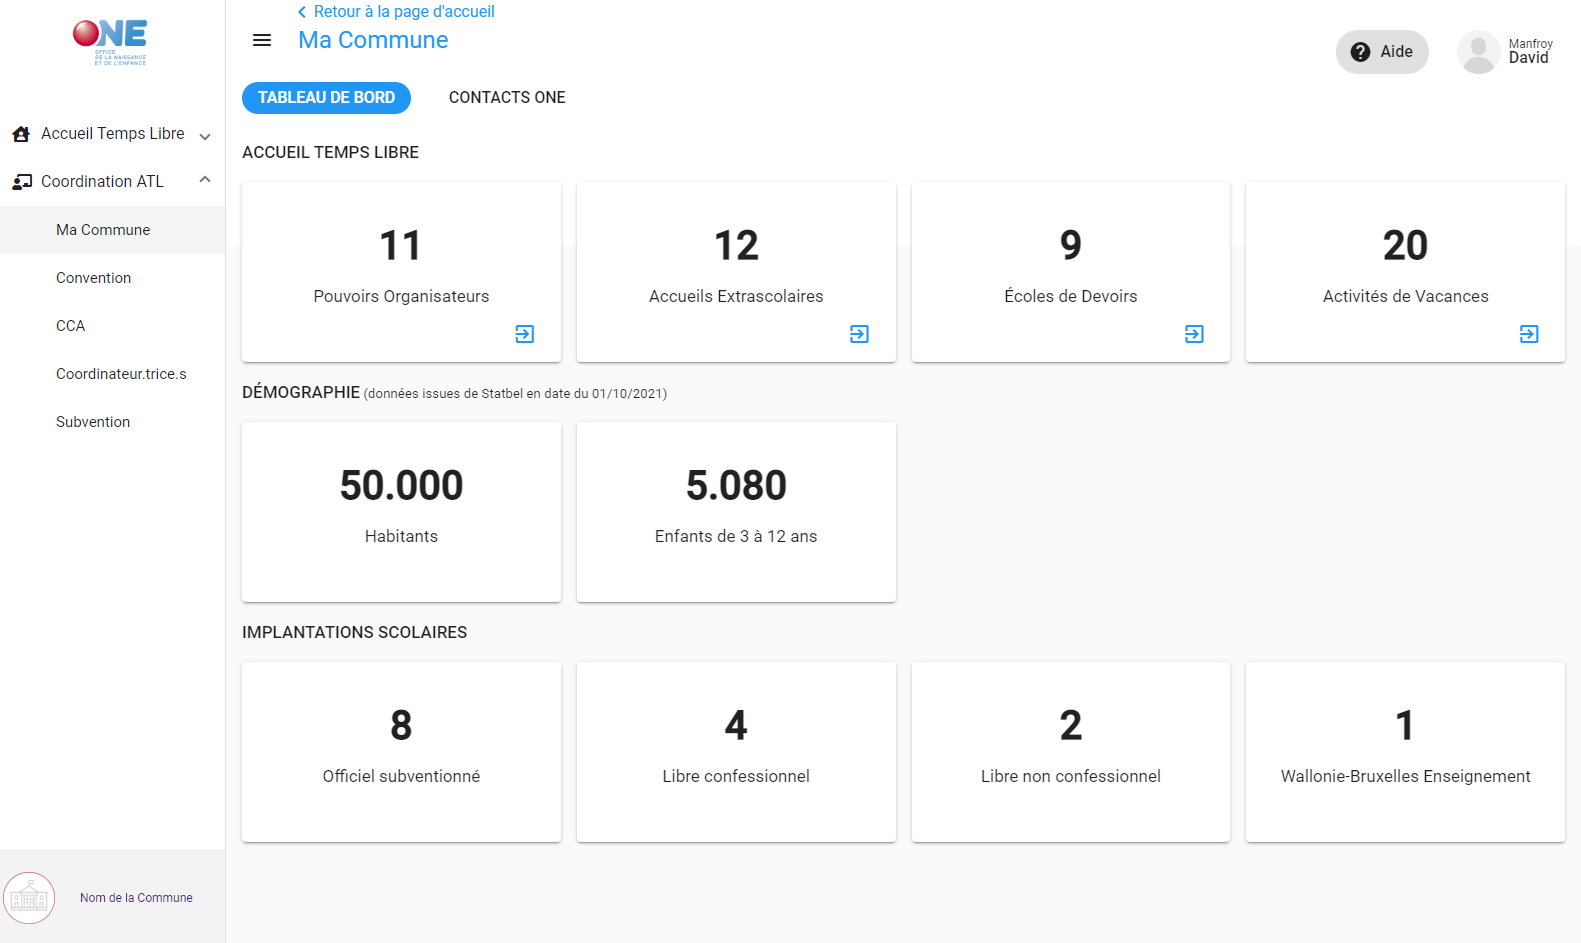 ONE
OFFICE
DE LA NAISSANCE
ET DE L'ENFANCE
Accueil Temps Libre
Coordination ATL
Ma Commune
Convention
CCA
Coordinateur.trice.s
Subvention
Nom de la Commune
Retour à la page d'accueil
Ma Commune
Aide
Manfroy
David
TABLEAU DE BORD
CONTACTS ONE
ACCUEIL TEMPS LIBRE
11
Pouvoirs Organisateurs
12
Accueils Extrascolaires
9
Écoles de Devoirs
20
Activités de Vacances
DÉMOGRAPHIE (données issues de Statbel en date du 01/10/2021)
50.000
Habitants
5.080
Enfants de 3 à 12 ans
IMPLANTATIONS SCOLAIRES
8
Officiel subventionné
4
Libre confessionnel
2
Libre non confessionnel
1
Wallonie-Bruxelles Enseignement